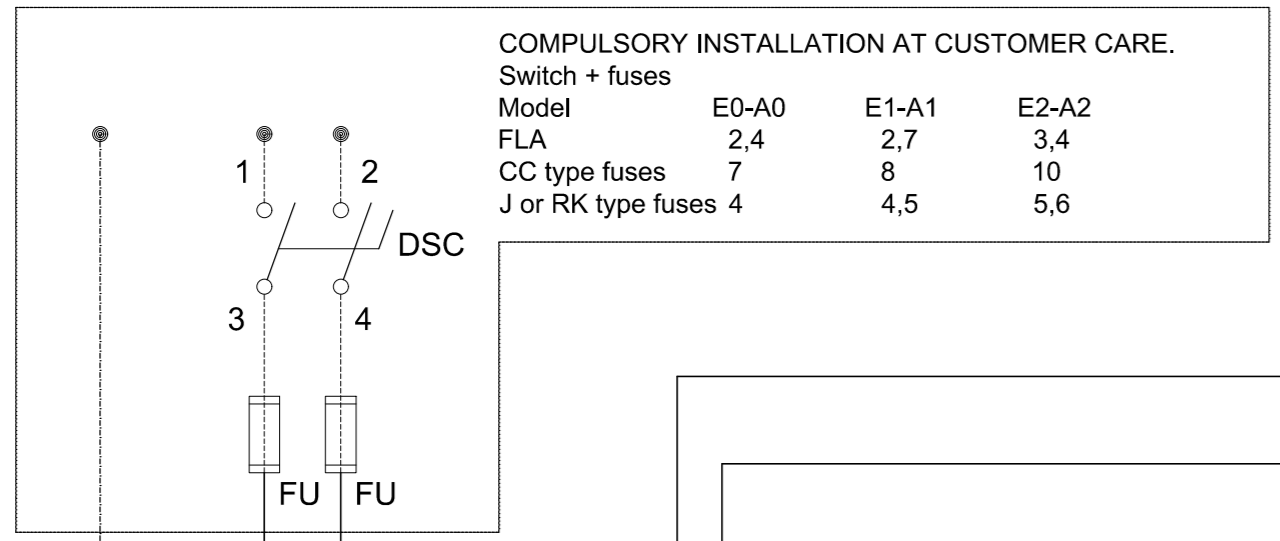 COMPULSORY INSTALLATION AT CUSTOMER CARE.
Switch + fuses
Model E0-A0 E1-A1 E2-A2
FLA 2,4 2,7 3,4
CC type fuses 7 8 10
J or RK type fuses 4 4,5 5,6
1 2
DSC
3 4
FU FU